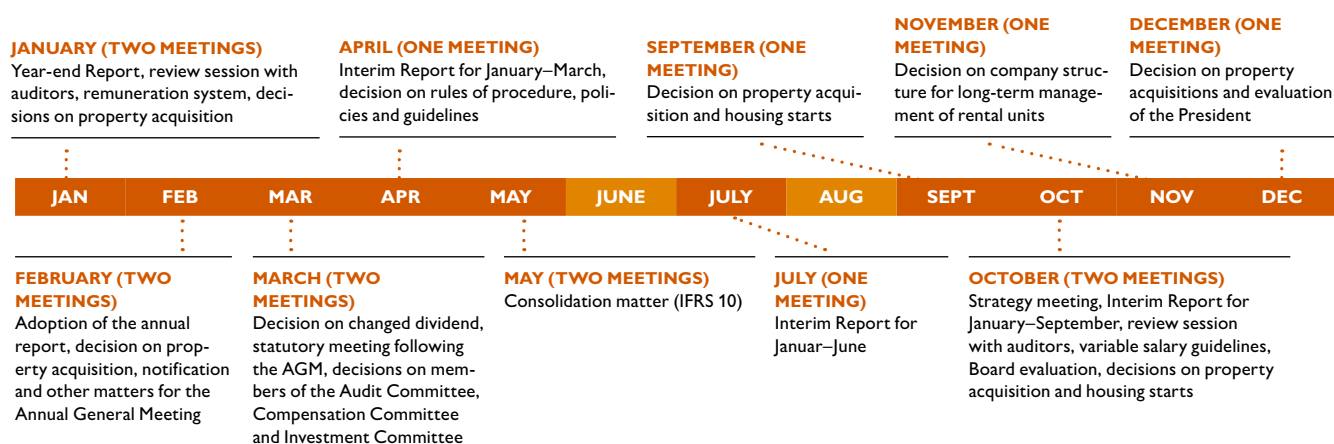 JANUARY (TWO MEETINGS)
Year-end Report, review session with
auditors, remuneration system, deci-
sions on property acquisition
APRIL (ONE MEETING)
Interim Report for January–March,
decision on rules of procedure, poli-
cies and guidelines
SEPTEMBER (ONE
MEETING)
Decision on property acqui-
sition and housing starts
NOVEMBER (ONE
MEETING)
Decision on company struc-
ture for long-term manage-
ment of rental units
DECEMBER (ONE
MEETING)
Decision on property
acquisitions and evaluation
of the President
JAN FEB MAR APR MAY JUNE JULY AUG SEPT OCT NOV DEC
FEBRUARY (TWO
MEETINGS)
Adoption of the annual
report, decision on prop-
erty acquisition, notification
and other matters for the
Annual General Meeting
MARCH (TWO
MEETINGS)
Decision on changed dividend,
statutory meeting following
the AGM, decisions on mem-
bers of the Audit Committee,
Compensation Committee
and Investment Committee
MAY (TWO MEETINGS)
Consolidation matter (IFRS 10)
JULY (ONE
MEETING)
Interim Report for
Januar–June
OCTOBER (TWO MEETINGS)
Strategy meeting, Interim Report for
January–September, review session
with auditors, variable salary guidelines,
Board evaluation, decisions on property
acquisition and housing starts